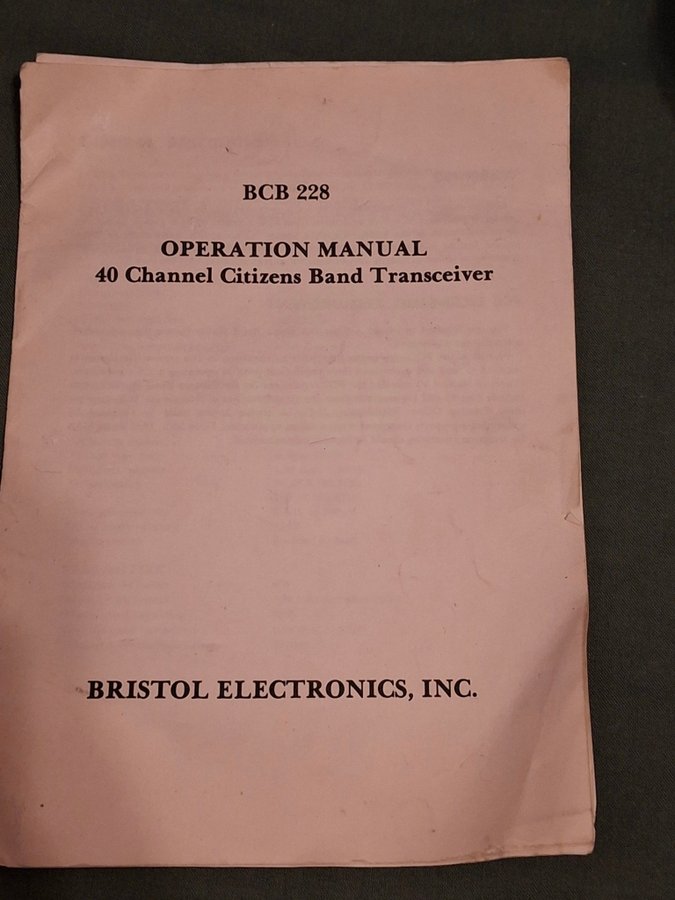 BCB 228
OPERATION MANUAL
40 Channel Citizens Band Transceiver
BRISTOL ELECTRONICS, INC.